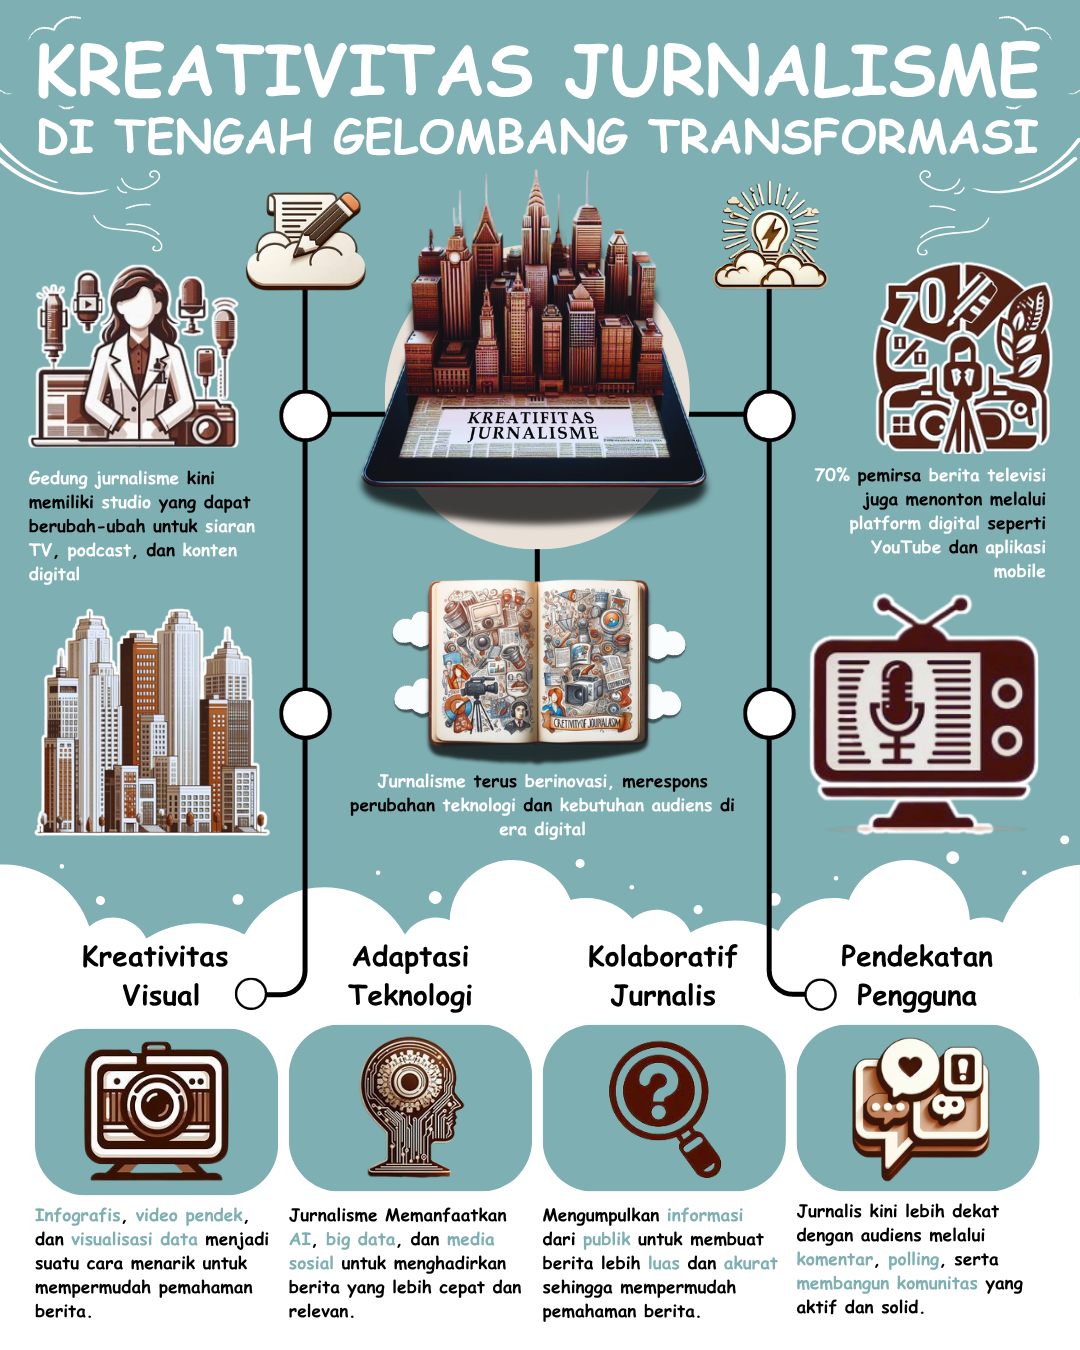 KREATIVITAS JURNALISME
DI TENGAH GELOMBANG TRANSFORMASI
70%
%
KREATIFITAS
JURNALISME
Gedung jurnalisme kini
memiliki studio yang dapat
berubah-ubah untuk siaran
TV, podcast, dan konten
digital
70% pemirsa berita televisi
juga menonton melalui
platform digital seperti
YouTube dan aplikasi
mobile
CRETIVITY OF JOURNALASM
Jurnalisme terus berinovasi, merespons
perubahan teknologi dan kebutuhan audiens di
era digital
Kreativitas
Visual
Adaptasi
Teknologi
Kolaboratif
Jurnalis
Pendekatan
Pengguna
Infografis, video pendek,
dan visualisasi data menjadi
suatu cara menarik untuk
mempermudah pemahaman
berita.
Jurnalisme Memanfaatkan
AI, big data, dan media
sosial untuk menghadirkan
berita yang lebih cepat dan
relevan.
Mengumpulkan informasi
dari publik untuk membuat
berita lebih luas dan akurat
sehingga mempermudah
pemahaman berita.
Jurnalis kini lebih dekat
dengan audiens melalui
komentar, polling, serta
membangun komunitas yang
aktif dan solid.